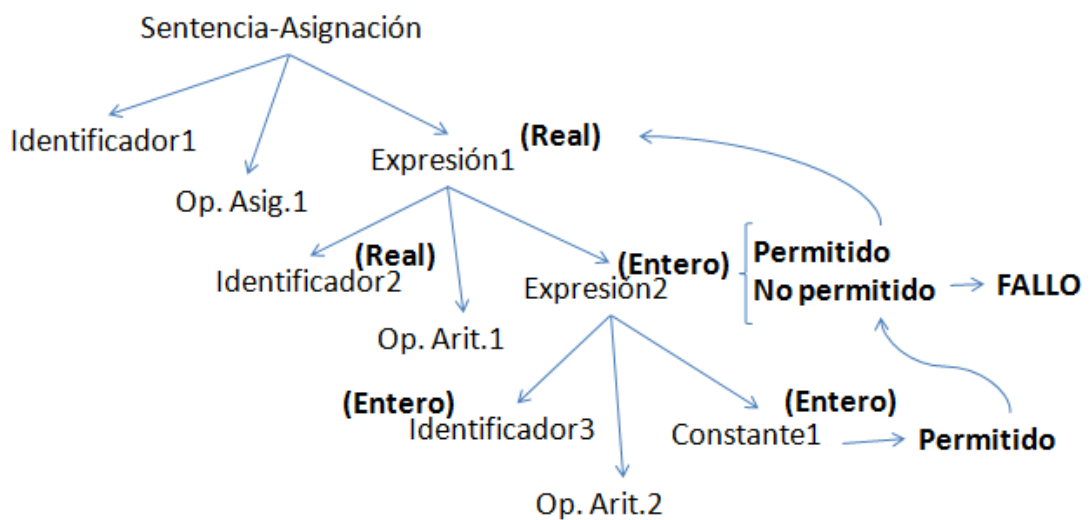 Sentencia-Asignación
Identificador1
Op. Asig.1
Expresión1
(Real)
Identificador2
(Real)
Op. Arit.1
Expresión2
(Entero)
Permitido
No permitido
FALLO
(Entero)
Identificador3
Op. Arit.2
Constante1
(Entero)
Permitido